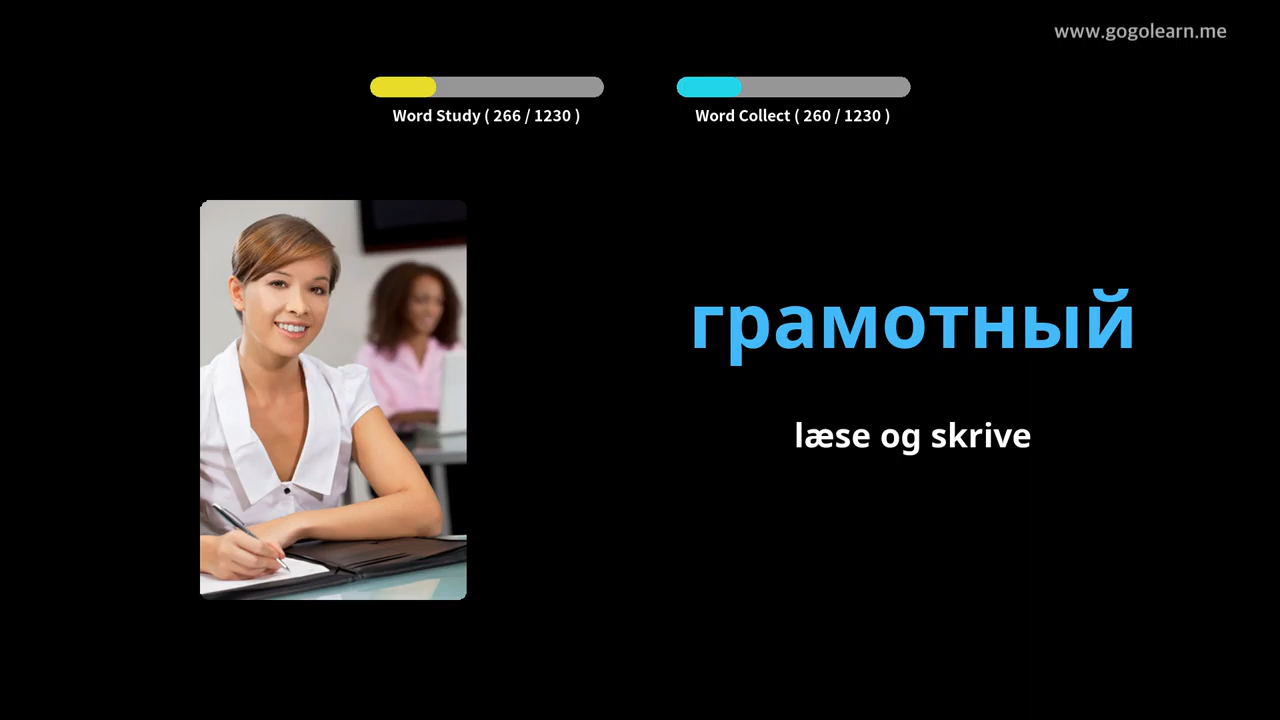 www.gogolearn.me
Word Study ( 266 / 1230 )
Word Collect ( 260 / 1230 )
грамотный
læse og skrive